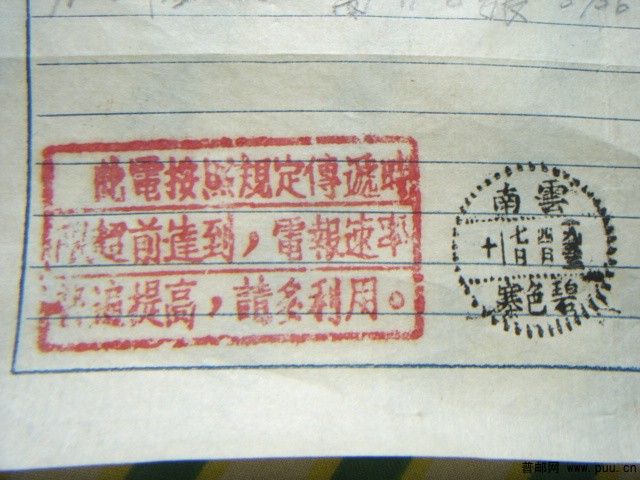 此電按照規定傳遞時
限超前進到，電報速率
普遍提高，請多利用。
雲南
四月
七日
十
碧色寨
普邮网 www.puu.cn